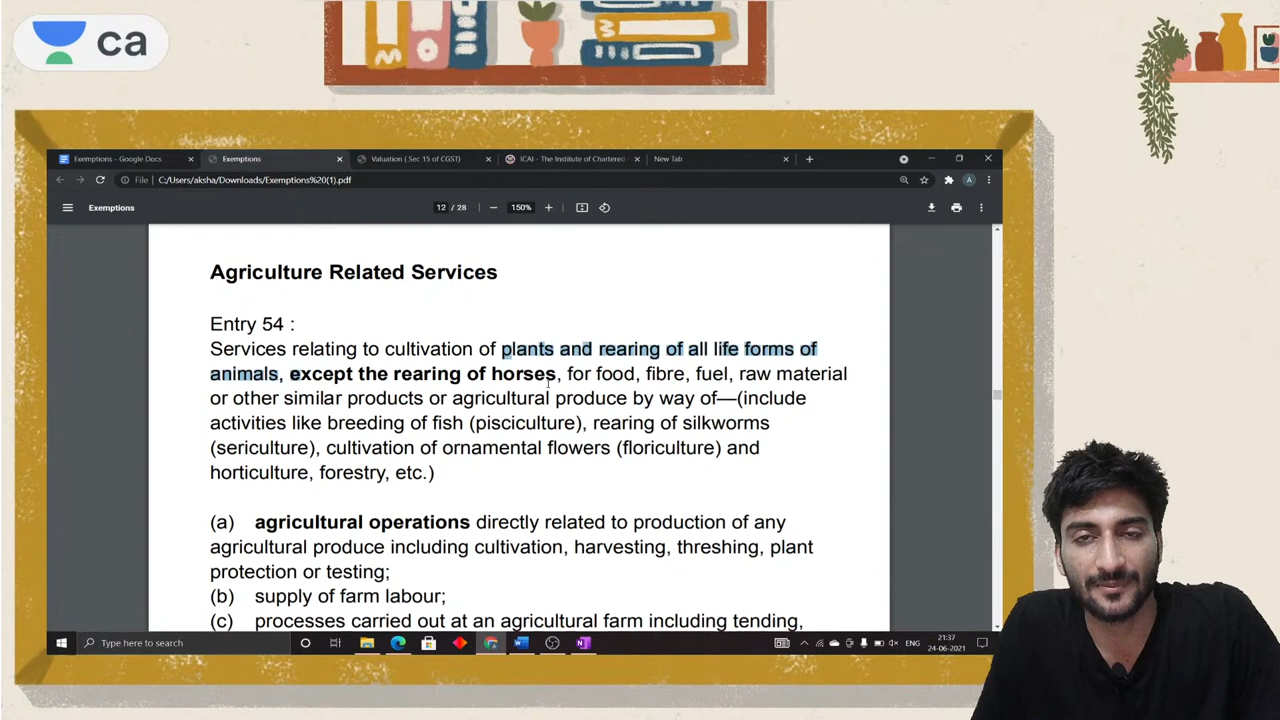 ca
Exemptions - Google Docs
Exemptions
Valuation ( Sec 15 of CGST)
ICAI - The Institute of Chartered
New Tab
File
C:/Users/aksha/Downloads/Exemptions%20(1).pdf
A
Exemptions
12 / 28
150%
Agriculture Related Services
Entry 54 :
Services relating to cultivation of plants and rearing of all life forms of
animals, except the rearing of horses, for food, fibre, fuel, raw material
or other similar products or agricultural produce by way of—(include
activities like breeding of fish (pisciculture), rearing of silkworms
(sericulture), cultivation of ornamental flowers (floriculture) and
horticulture, forestry, etc.)
(a) agricultural operations directly related to production of any
agricultural produce including cultivation, harvesting, threshing, plant
protection or testing;
(b) supply of farm labour;
(c) processes carried out at an agricultural farm including tending,
Type here to search
ENG
21:37
24-06-2021